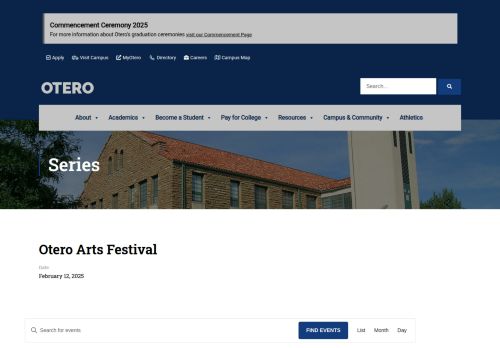 Commencement Ceremony 2025
For more information about Otero's graduation ceremonies visit our Commencement Page
Apply Visit Campus MyOtero Directory Careers Campus Map
OTERO
Search...
About Academics Become a Student Pay for College Resources Campus & Community Athletics
Series
Otero Arts Festival
Date
February 12, 2025
Search for events FIND EVENTS List Month Day